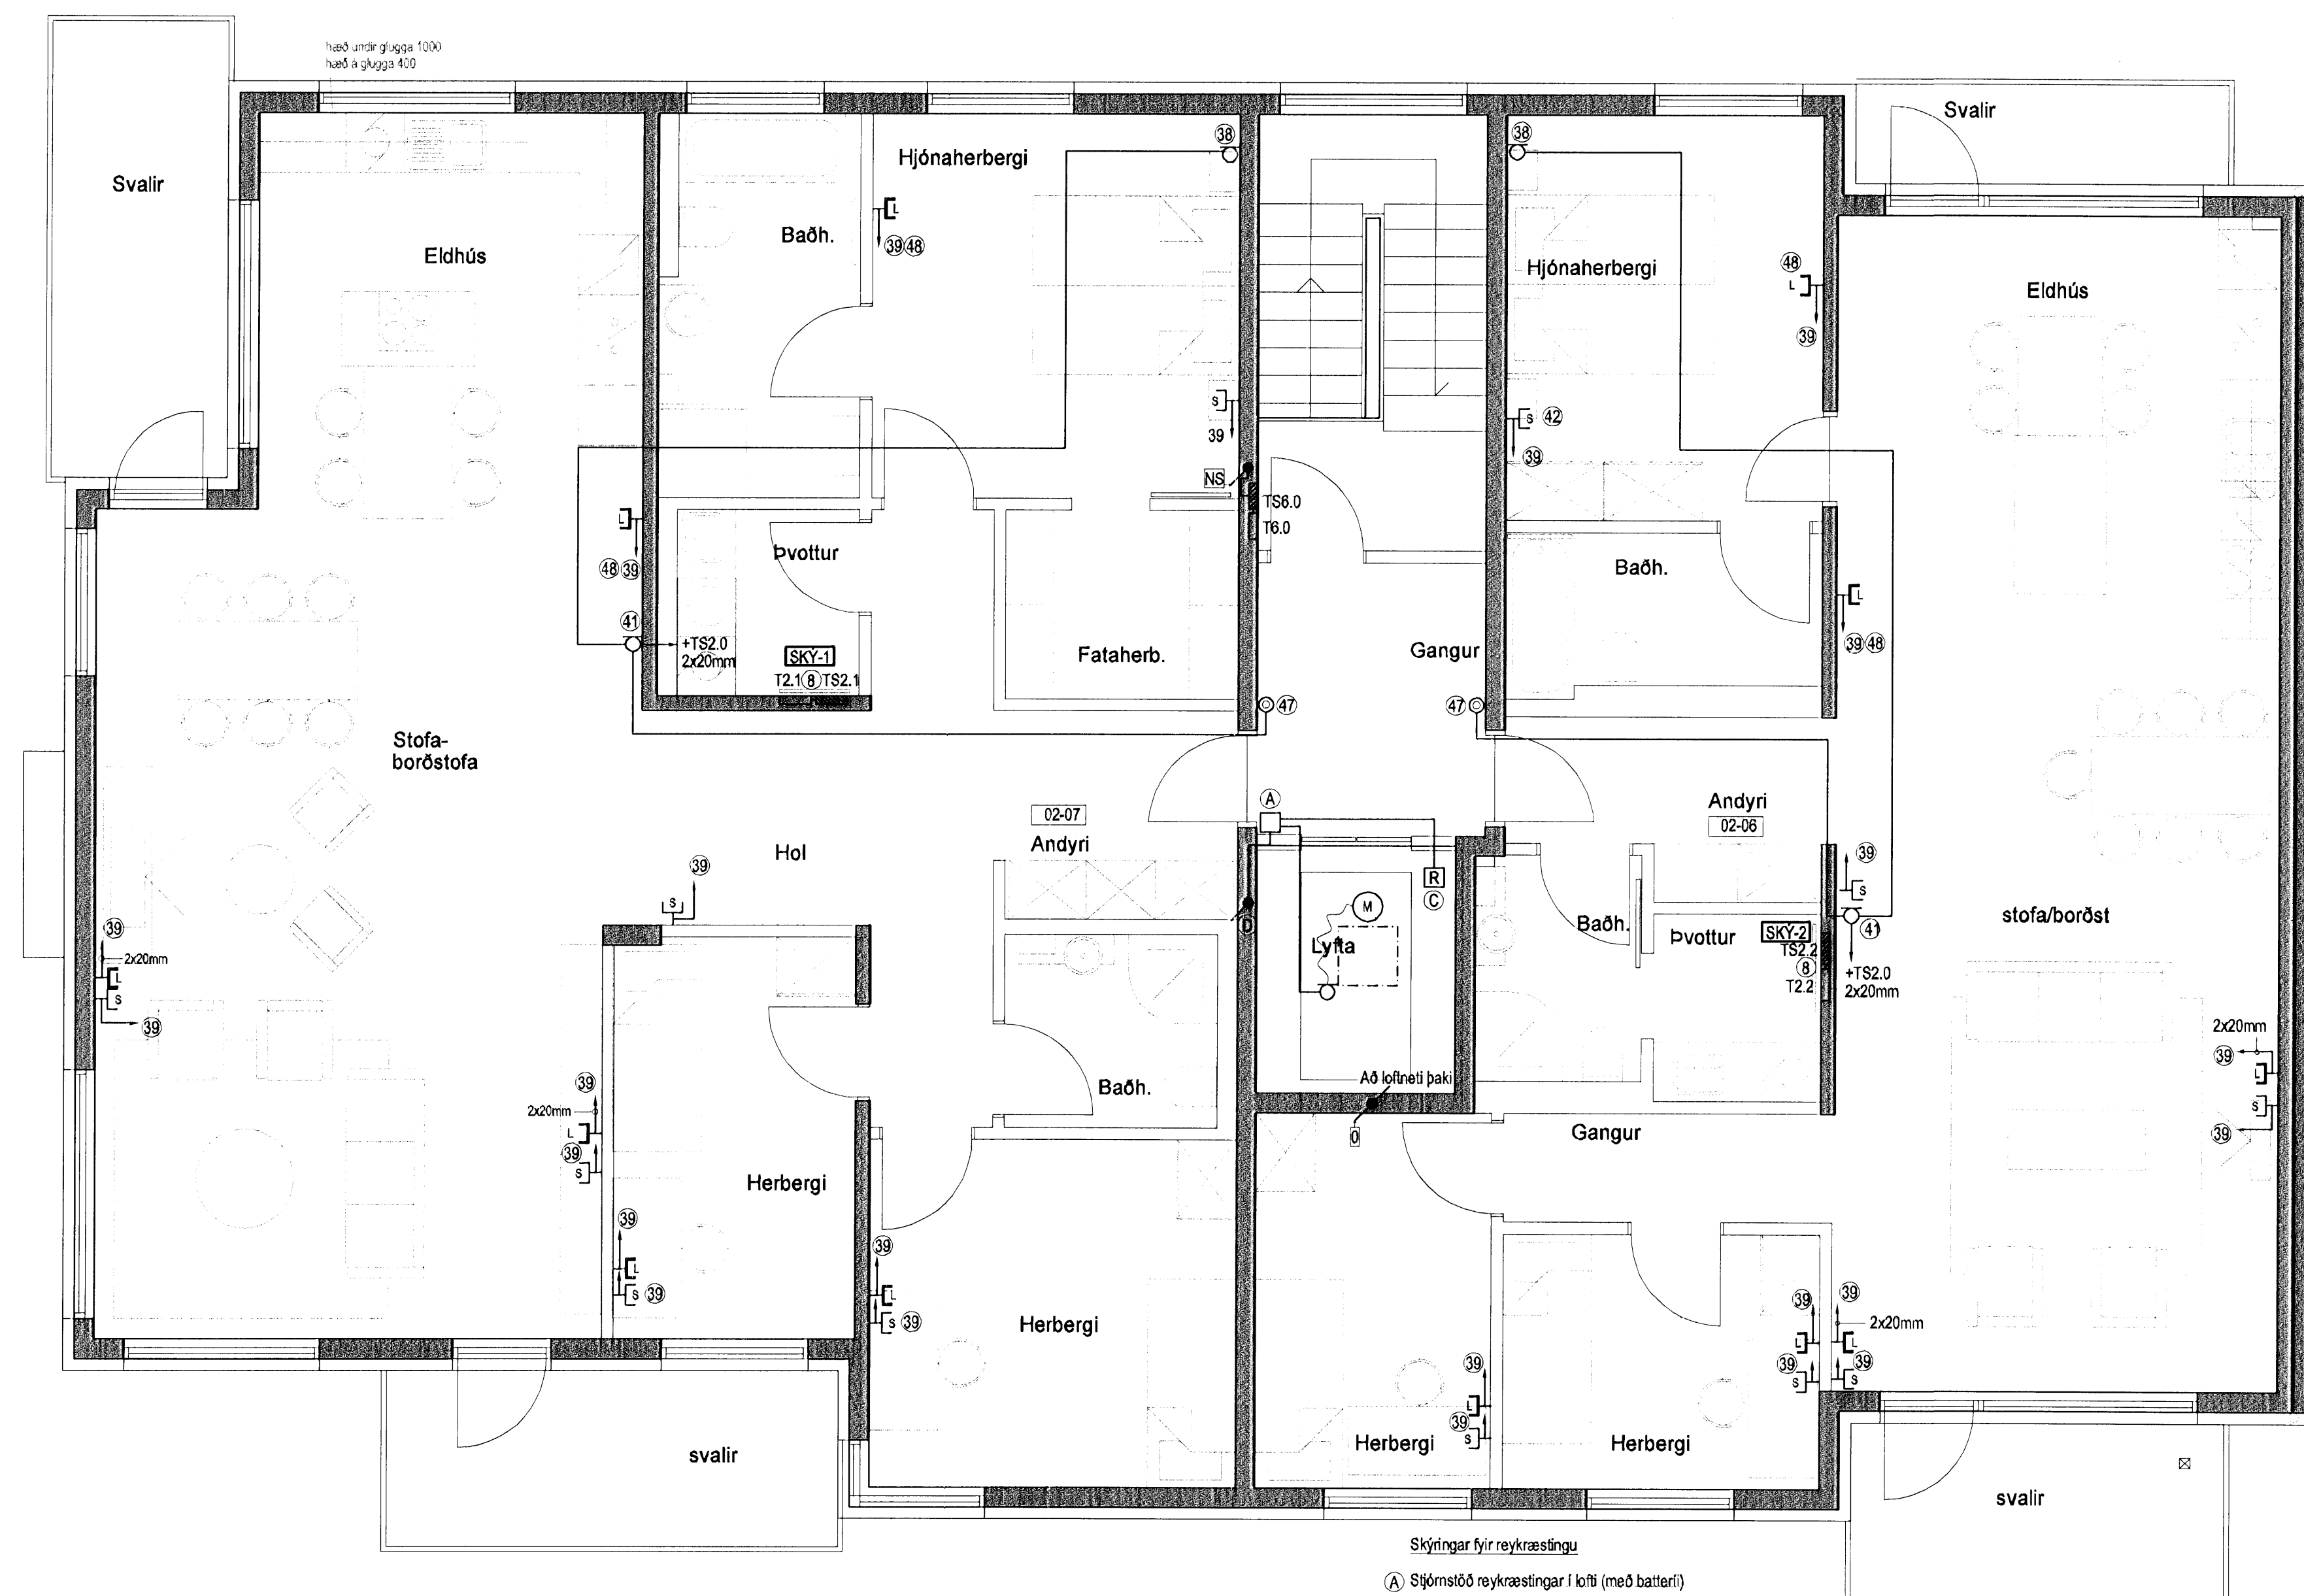 hæð undir glugga 1000
hæð á glugga 400
Svalir
Svalir
38
38
Hjónaherbergi
L
39 48
Baðh.
Eldhús
Hjónaherbergi
48
L
39
Eldhús
S
39
S 42
39
NS
TS6.0
T6.0
L
48 39
Þvottur
Baðh.
L
39 48
41
+TS2.0
2x20mm
SKÝ-1
T2.1 8 TS2.1
Fataherb.
Gangur
47
47
Stofa-
borðstofa
A
02-07
Andyri
Andyri
02-06
Hol
39
S
R
C
M
D
Lyfta
39
S
41
+TS2.0
2x20mm
stofa/borðst
Baðh.
Þvottur
SKÝ-2
TS2.2
8
T2.2
39
2x20mm
L
S
39
2x20mm
39
L
S
39
39
2x20mm
L
39
S
Baðh.
Að loftneti þaki
0
Gangur
Herbergi
39
L
S 39
39
L
S 39
Herbergi
39
L
39
S
39
L
39
S
39
2x20mm
L
39
S
Herbergi
Herbergi
svalir
svalir
Skýringar fyir reykræstingu
A Stjórnstöð reykræstingar í lofti (með batteríi)